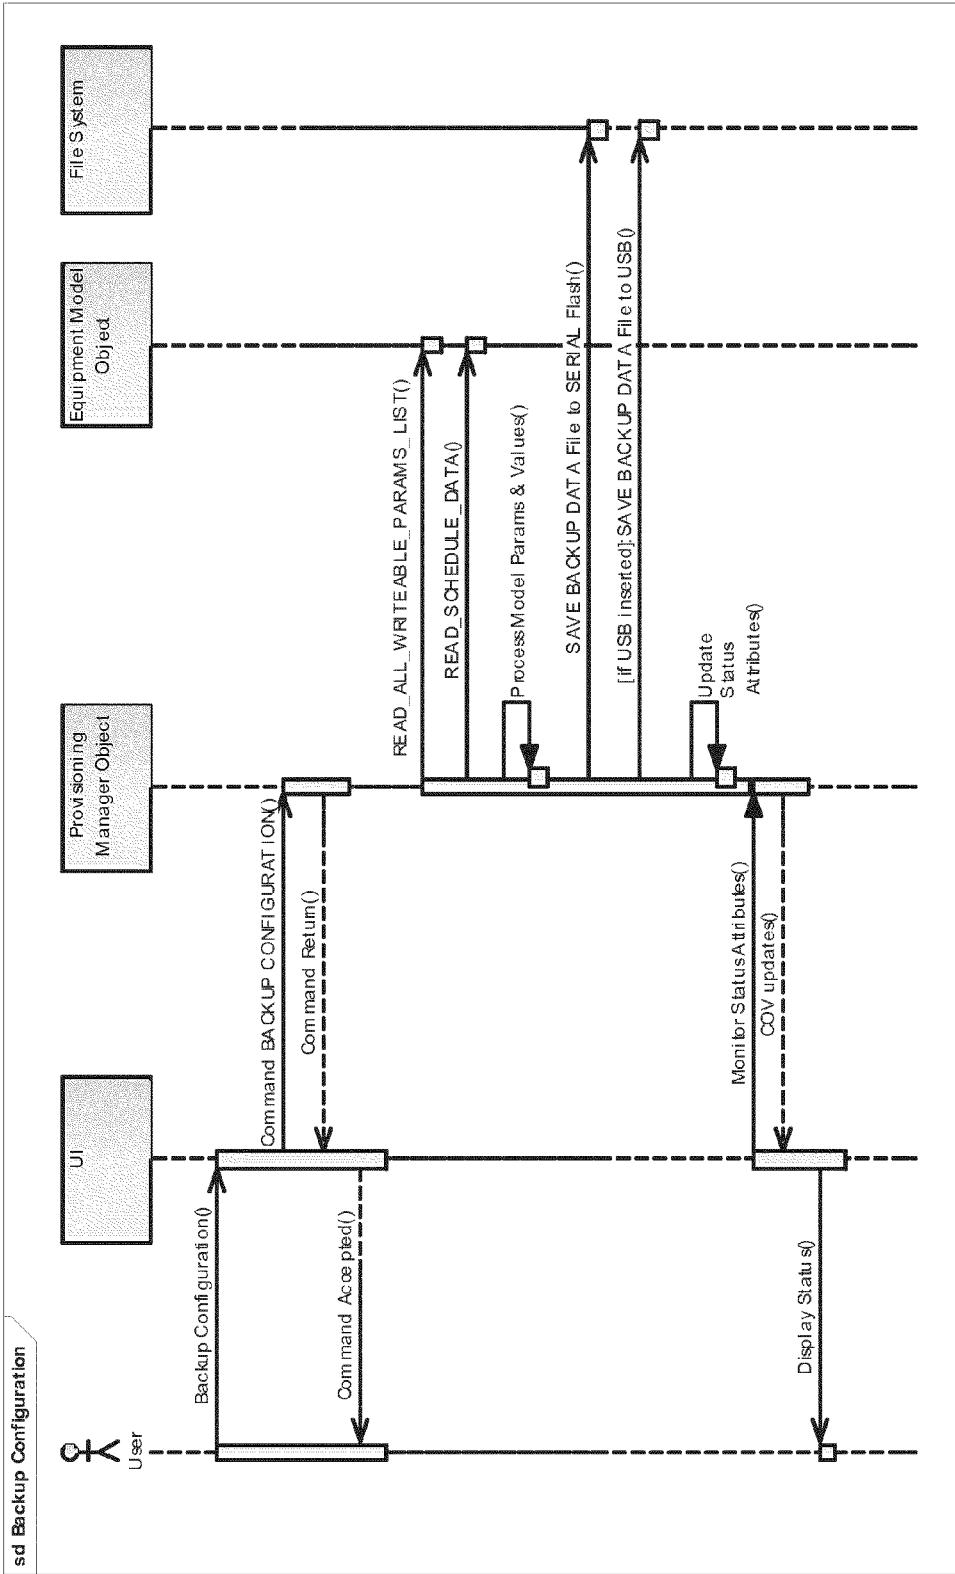 sd Backup Configuration
User
UI
Provisioning
Manager Object
Equipment Model
Object
File System
Backup Configuration()
Command BACKUP CONFIGURATION()
Command Return()
Command Accepted()
READ_ALL_WRITEABLE_PARAMS_LIST()
READ_SCHEDULE_DATA()
Process Model Params & Values()
SAVE BACKUP DATA File to SERIAL Flash()
[if USB inserted]:SAVE BACKUP DATA File to USB()
Update
Status
Attributes()
Monitor Status Attributes()
COV updates()
Display Status()